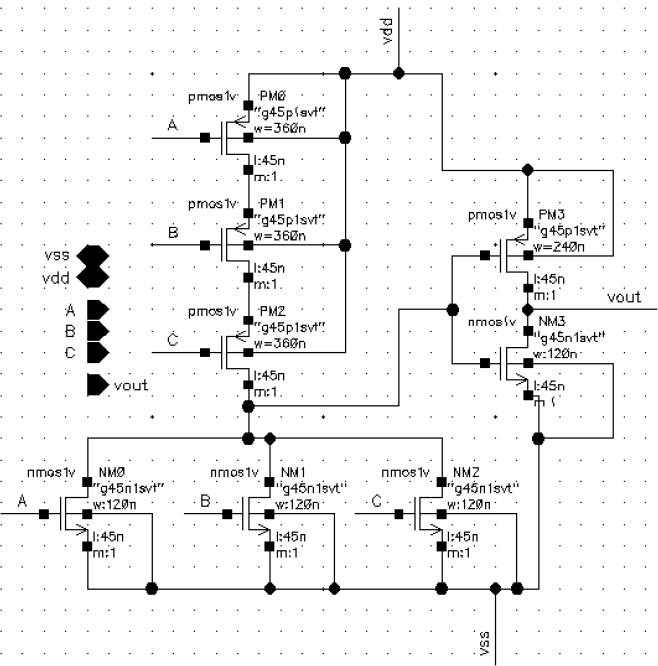 vdd
pmos1v PM0
"g45p1svt"
A
w=360n
l:45n
m:1
pmos1v PM1
"g45p1svt"
B
w=360n
l:45n
m:1
pmos1v PM2
"g45p1svt"
C
w=360n
l:45n
m:1
pmos1v PM3
"g45p1svt"
w=240n
l:45n
m:1
vss
vdd
A
B
C
vout
vout
nmos1v NM3
"g45n1svt"
w:120n
l:45n
nmos1v NM0
"g45n1svt"
A
w:120n
l:45n
m:1
nmos1v NM1
"g45n1svt"
B
w:120n
l:45n
m:1
nmos1v NM2
"g45n1svt"
C
w:120n
l:45n
m:1
vss